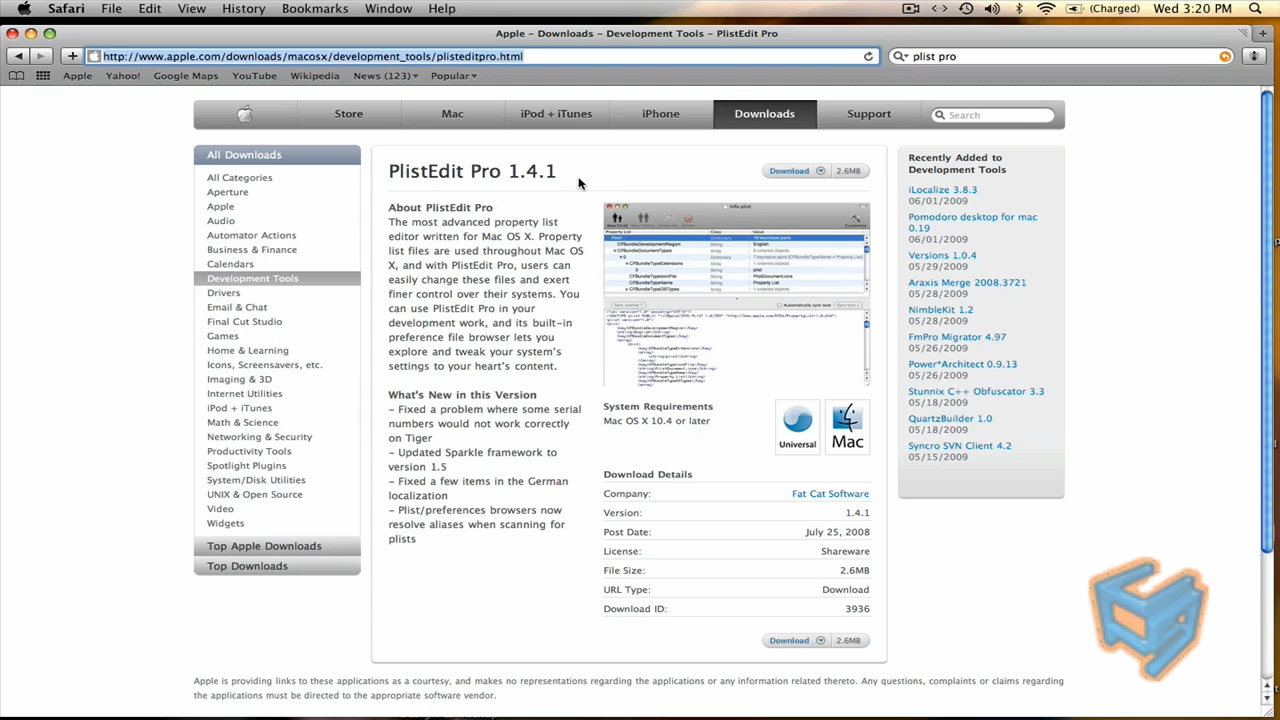 Safari File Edit View History Bookmarks Window Help (Charged) Wed 3:20 PM
Apple - Downloads - Development Tools - PlistEdit Pro
http://www.apple.com/downloads/macosx/development_tools/plisteditpro.html
plist pro
Apple Yahoo! Google Maps YouTube Wikipedia News (123) Popular
Store Mac iPod + iTunes iPhone Downloads Support Search
All Downloads
All Categories
Aperture
Apple
Audio
Automator Actions
Business & Finance
Calendars
Development Tools
Drivers
Email & Chat
Final Cut Studio
Games
Home & Learning
Icons, Screensavers, etc.
Imaging & 3D
Internet Utilities
iPod + iTunes
Math & Science
Networking & Security
Productivity Tools
Spotlight Plugins
System/Disk Utilities
UNIX & Open Source
Video
Widgets
Top Apple Downloads
Top Downloads
PlistEdit Pro 1.4.1
Download 2.6MB
About PlistEdit Pro
The most advanced property list
editor written for Mac OS X. Property
list files are used throughout Mac OS
X, and with PlistEdit Pro, users can
easily change these files and exert
finer control over their systems. You
can use PlistEdit Pro in your
development work, and its built-in
preference file browser lets you
explore and tweak your system's
settings to your heart's content.
What's New in this Version
- Fixed a problem where some serial
numbers would not work correctly
on Tiger
- Updated Sparkle framework to
version 1.5
- Fixed a few items in the German
localization
- Plist/preferences browsers now
resolve aliases when scanning for
plists
System Requirements
Mac OS X 10.4 or later
Universal
Mac
Download Details
Company: Fat Cat Software
Version: 1.4.1
Post Date: July 25, 2008
License: Shareware
File Size: 2.6MB
URL Type: Download
Download ID: 3936
Download 2.6MB
Recently Added to
Development Tools
iLocalize 3.8.3
06/01/2009
Pomodoro desktop for mac
0.19
06/01/2009
Versions 1.0.4
05/29/2009
Araxis Merge 2008.3721
05/28/2009
NimbleKit 1.2
05/28/2009
FmPro Migrator 4.97
05/26/2009
Power*Architect 0.9.13
05/26/2009
Stunnix C++ Obfuscator 3.3
05/18/2009
QuartzBuilder 1.0
05/18/2009
Syncro SVN Client 4.2
05/15/2009
Apple is providing links to these applications as a courtesy, and makes no representations regarding the applications or any information related thereto. Any questions, complaints or claims regarding
the applications must be directed to the appropriate software vendor.